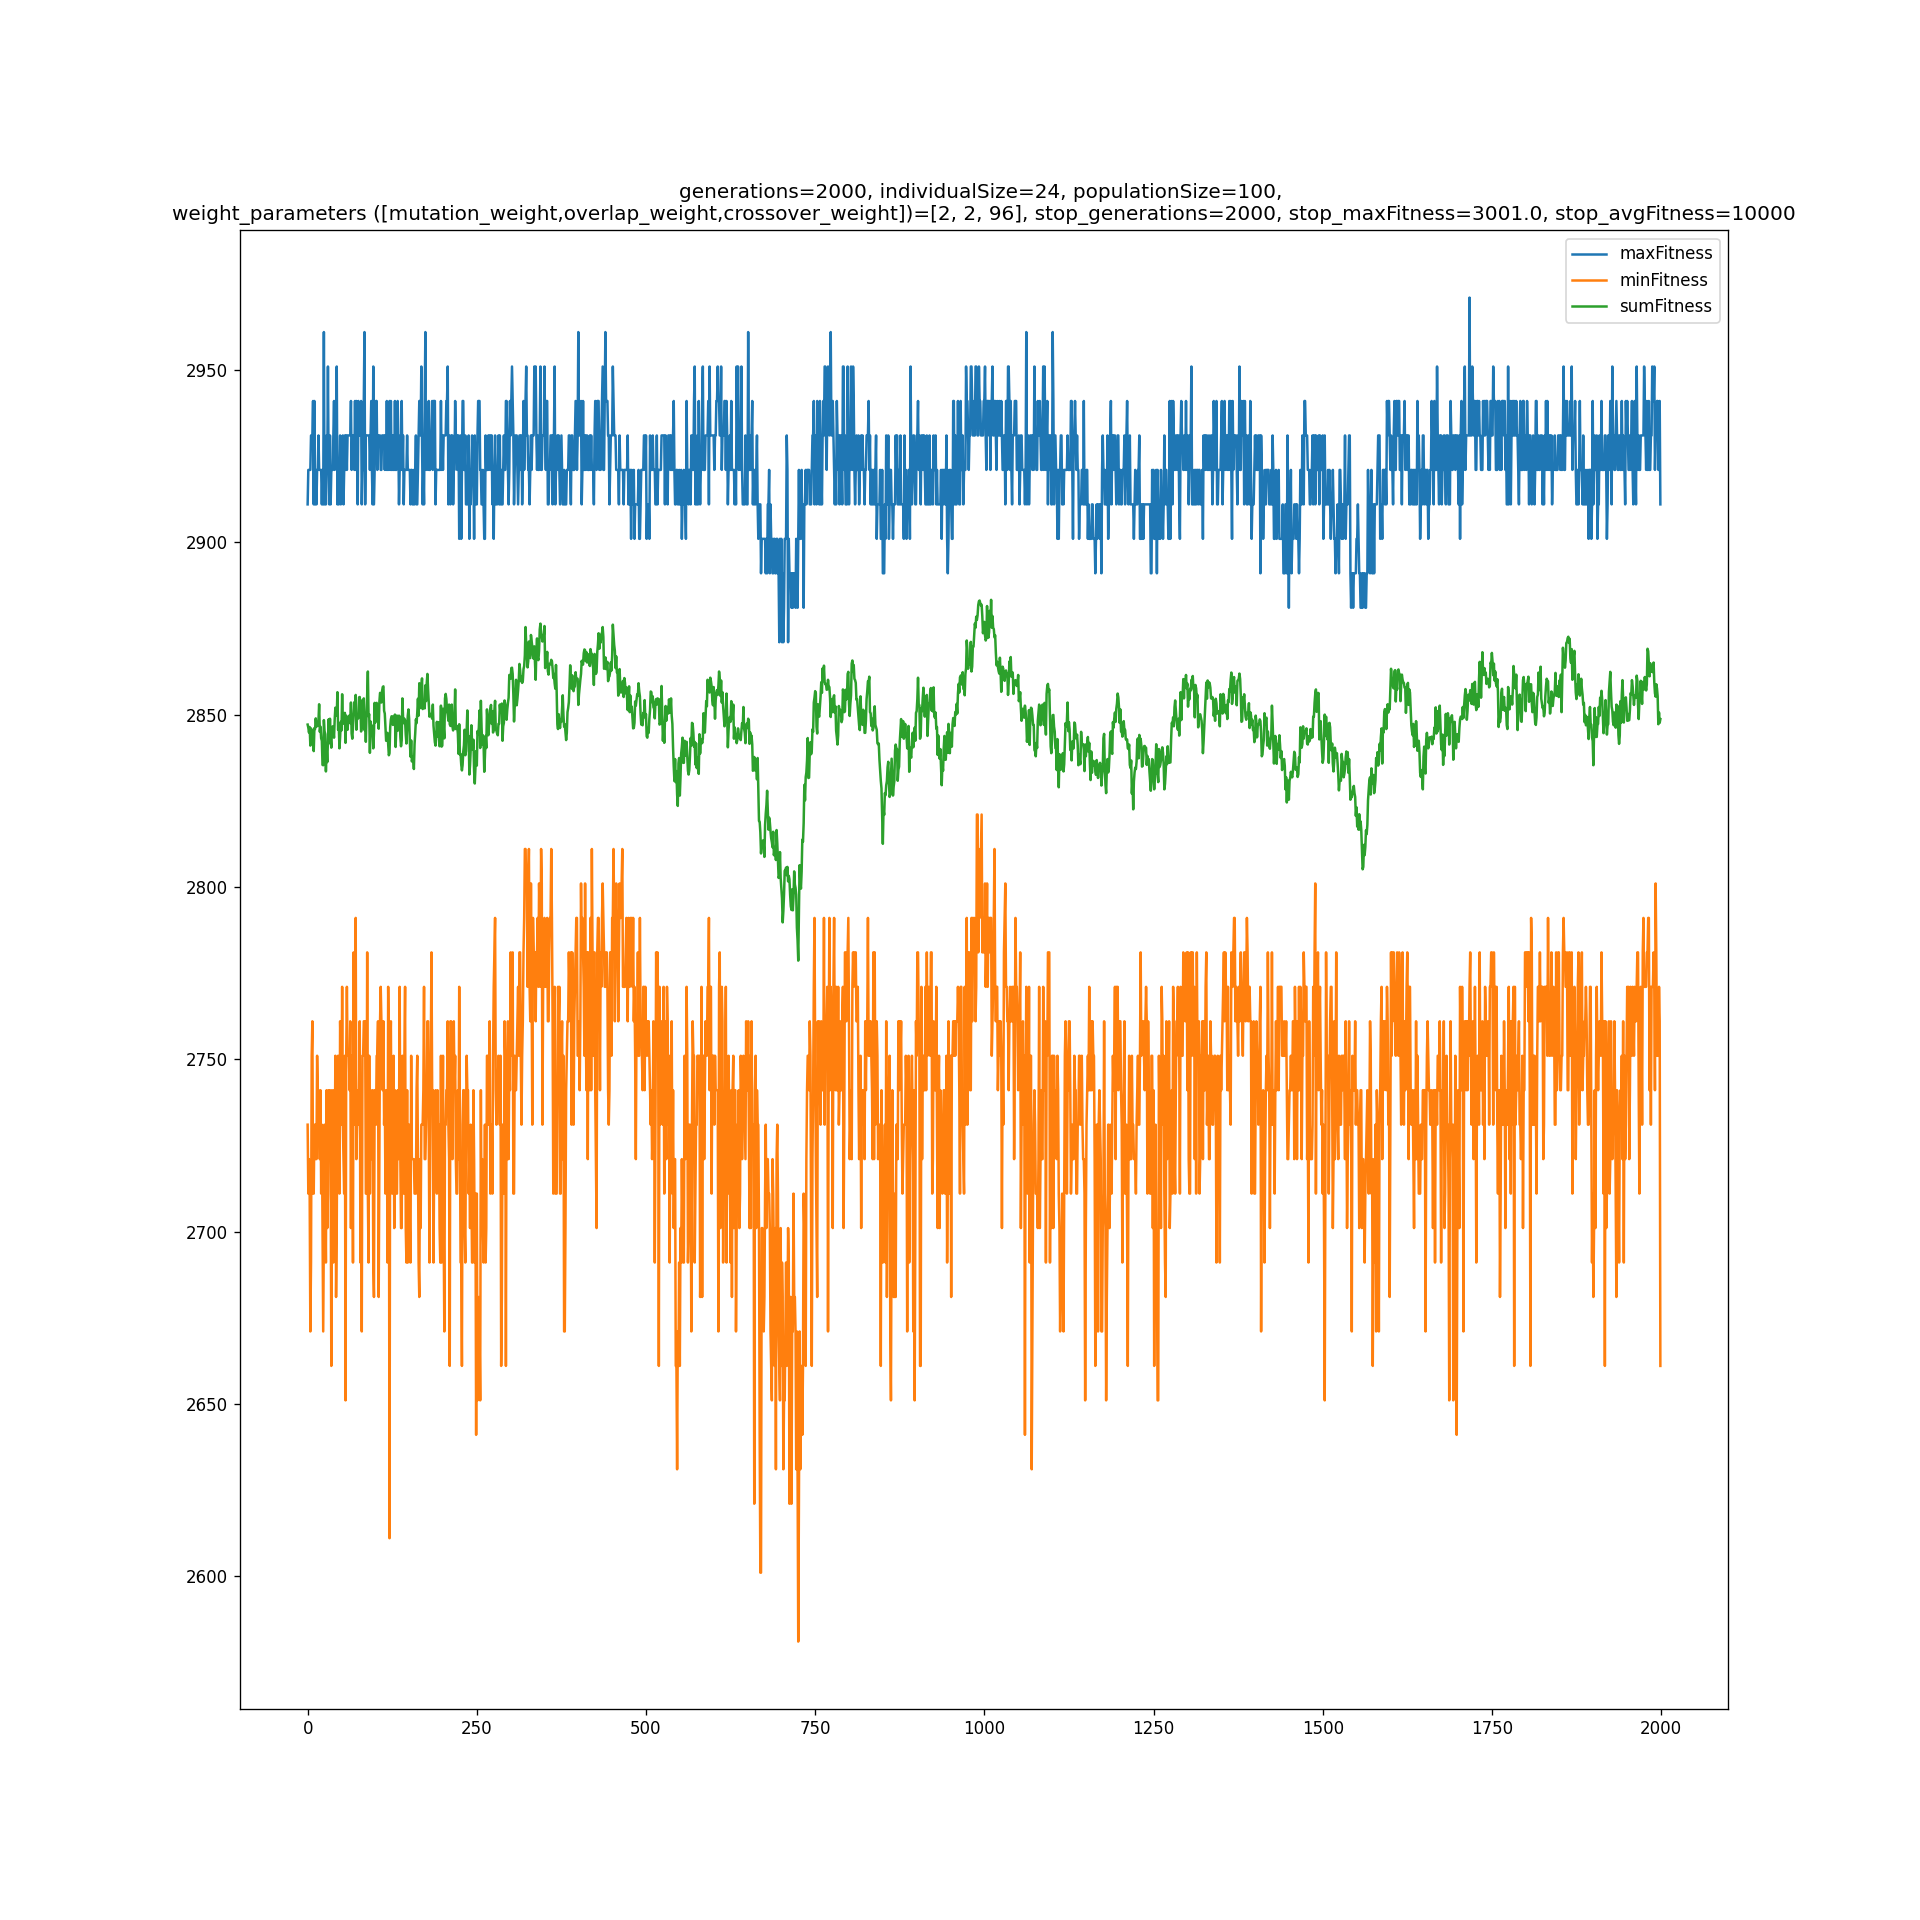 generations=2000, individualSize=24, populationSize=100,
weight_parameters ([mutation_weight,overlap_weight,crossover_weight])=[2, 2, 96], stop_generations=2000, stop_maxFitness=3001.0, stop_avgFitness=10000
maxFitness
minFitness
sumFitness
2950
2900
2850
2800
2750
2700
2650
2600
0 250 500 750 1000 1250 1500 1750 2000